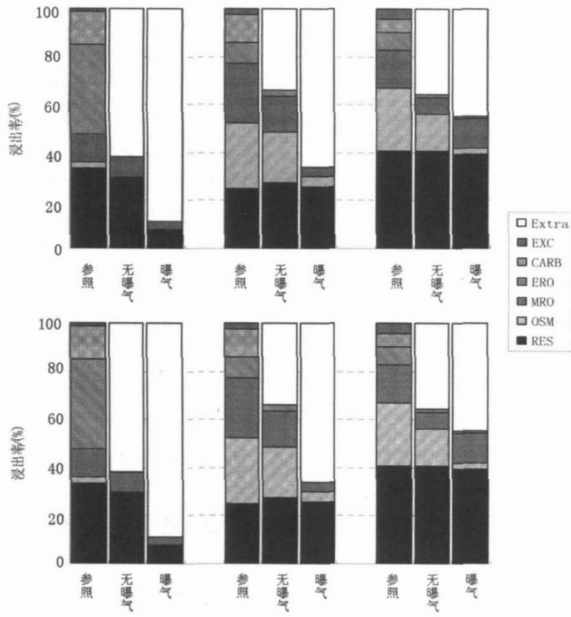 100
80
60
40
20
0
浸出率/(%)
参照
无曝气
曝气
参照
无曝气
曝气
参照
无曝气
曝气
Extra
EXC
CARB
ERO
MRO
OSM
RES
100
80
60
40
20
0
浸出率/(%)
参照
无曝气
曝气
参照
无曝气
曝气
参照
无曝气
曝气